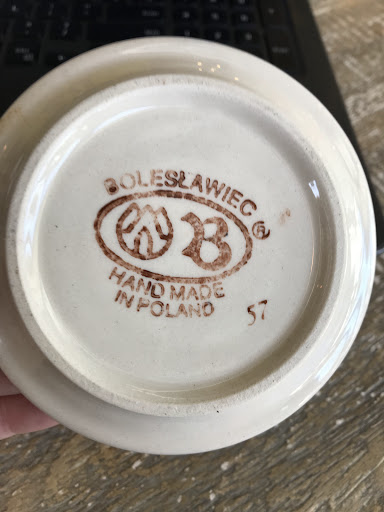 BOLESŁAWIEC ®
B
HAND MADE
IN POLAND
57